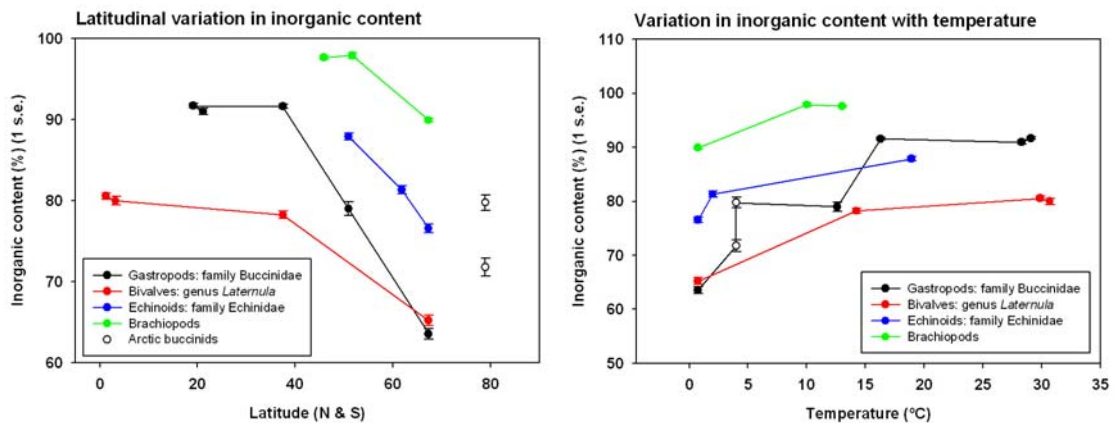 Latitudinal variation in inorganic content
100
90
80
70
60
Inorganic content (%) (1 s.e.)
Gastropods: family Buccinidae
Bivalves: genus Laternula
Echinoids: family Echinidae
Brachiopods
Arctic buccinids
0 20 40 60 80
Latitude (N & S)
Variation in inorganic content with temperature
110
100
90
80
70
60
50
Inorganic content (%) (1 s.e.)
Gastropods: family Buccinidae
Bivalves: genus Laternula
Echinoids: family Echinidae
Brachiopods
0 5 10 15 20 25 30 35
Temperature (ºC)